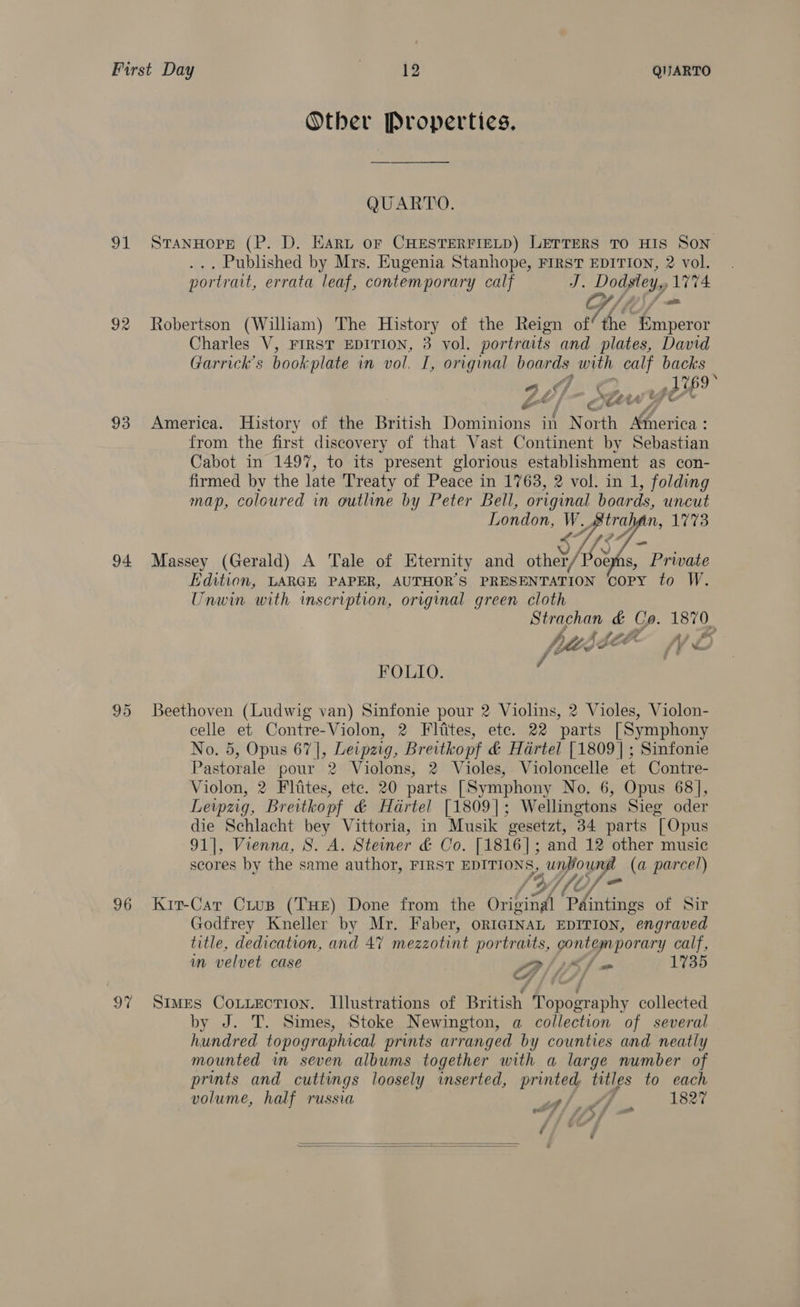 First Day 12 QUARTO
Other Properties.
QUARTO.
91 STANHOPE (P. D. EARL OF CHESTERFIELD) LETTERS TO HIS SON
... Published by Mrs. Eugenia Stanhope, FIRST EDITION, 2 vol.
portrait, errata leaf, contemporary calf J. Dodsley, 1774
92 Robertson (William) The History of the Reign of the Emperor
Charles V, FIRST EDITION, 3 vol. portraits and plates, David
Garrick's bookplate in vol. I, original boards with calf backs
1769
93 America. History of the British Dominions in North America:
from the first discovery of that Vast Continent by Sebastian
Cabot in 1497, to its present glorious establishment as con-
firmed by the late Treaty of Peace in 1763, 2 vol. in 1, folding
map, coloured in outline by Peter Bell, original boards, uncut
London, W. Strahan, 1773
94 Massey (Gerald) A Tale of Eternity and other Poems, Private
Edition, LARGE PAPER, AUTHOR'S PRESENTATION COPY to W.
Unwin with inscription, original green cloth
Strachan & Co. 1870
FOLIO.
95 Beethoven (Ludwig van) Sinfonie pour 2 Violins, 2 Violes, Violon-
celle et Contre-Violon, 2 Flûtes, etc. 22 parts [Symphony
No. 5, Opus 67], Leipzig, Breitkopf & Härtel [1809]; Sinfonie
Pastorale pour 2 Violons, 2 Violes, Violoncelle et Contre-
Violon, 2 Flûtes, etc. 20 parts [Symphony No. 6, Opus 68],
Leipzig, Breitkopf & Härtel [1809]; Wellingtons Sieg oder
die Schlacht bey Vittoria, in Musik gesetzt, 34 parts [Opus
91], Vienna, S. A. Steiner & Co. [1816]; and 12 other music
scores by the same author, FIRST EDITIONS, unbound (a parcel)
96 KIT-CAT CLUB (THE) Done from the Original Paintings of Sir
Godfrey Kneller by Mr. Faber, ORIGINAL EDITION, engraved
title, dedication, and 47 mezzotint portraits, contemporary calf,
in velvet case 1735
97 SIMES COLLECTION. Illustrations of British Topography collected
by J. T. Simes, Stoke Newington, a collection of several
hundred topographical prints arranged by counties and neatly
mounted in seven albums together with a large number of
prints and cuttings loosely inserted, printed titles to each
volume, half russia 1827